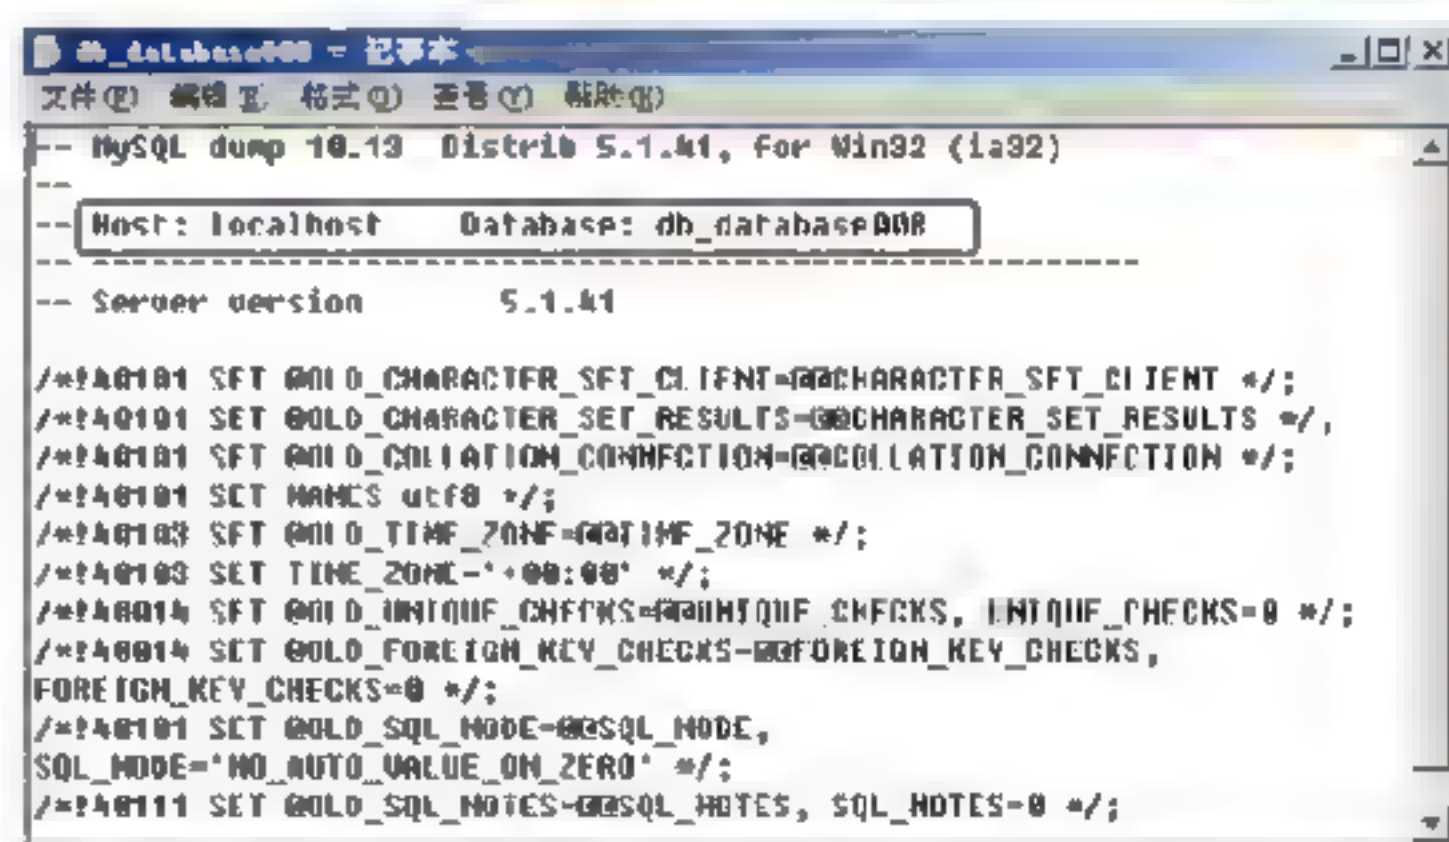 db_database008 - 记事本
文件(F) 编辑(E) 格式(O) 查看(V) 帮助(H)
-- MySQL dump 10.13  Distrib 5.1.41, for Win32 (ia32)
--
-- Host: localhost    Database: db_database008
-- ------------------------------------------------------
-- Server version        5.1.41
/*!40101 SET @OLD_CHARACTER_SET_CLIENT=@@CHARACTER_SET_CLIENT */;
/*!40101 SET @OLD_CHARACTER_SET_RESULTS=@@CHARACTER_SET_RESULTS */;
/*!40101 SET @OLD_COLLATION_CONNECTION=@@COLLATION_CONNECTION */;
/*!40101 SET NAMES utf8 */;
/*!40103 SET @OLD_TIME_ZONE=@@TIME_ZONE */;
/*!40103 SET TIME_ZONE='+00:00' */;
/*!40014 SET @OLD_UNIQUE_CHECKS=@@UNIQUE_CHECKS, UNIQUE_CHECKS=0 */;
/*!40014 SET @OLD_FOREIGN_KEY_CHECKS=@@FOREIGN_KEY_CHECKS,
FOREIGN_KEY_CHECKS=0 */;
/*!40101 SET @OLD_SQL_MODE=@@SQL_MODE,
SQL_MODE='NO_AUTO_VALUE_ON_ZERO' */;
/*!40111 SET @OLD_SQL_NOTES=@@SQL_NOTES, SQL_NOTES=0 */;